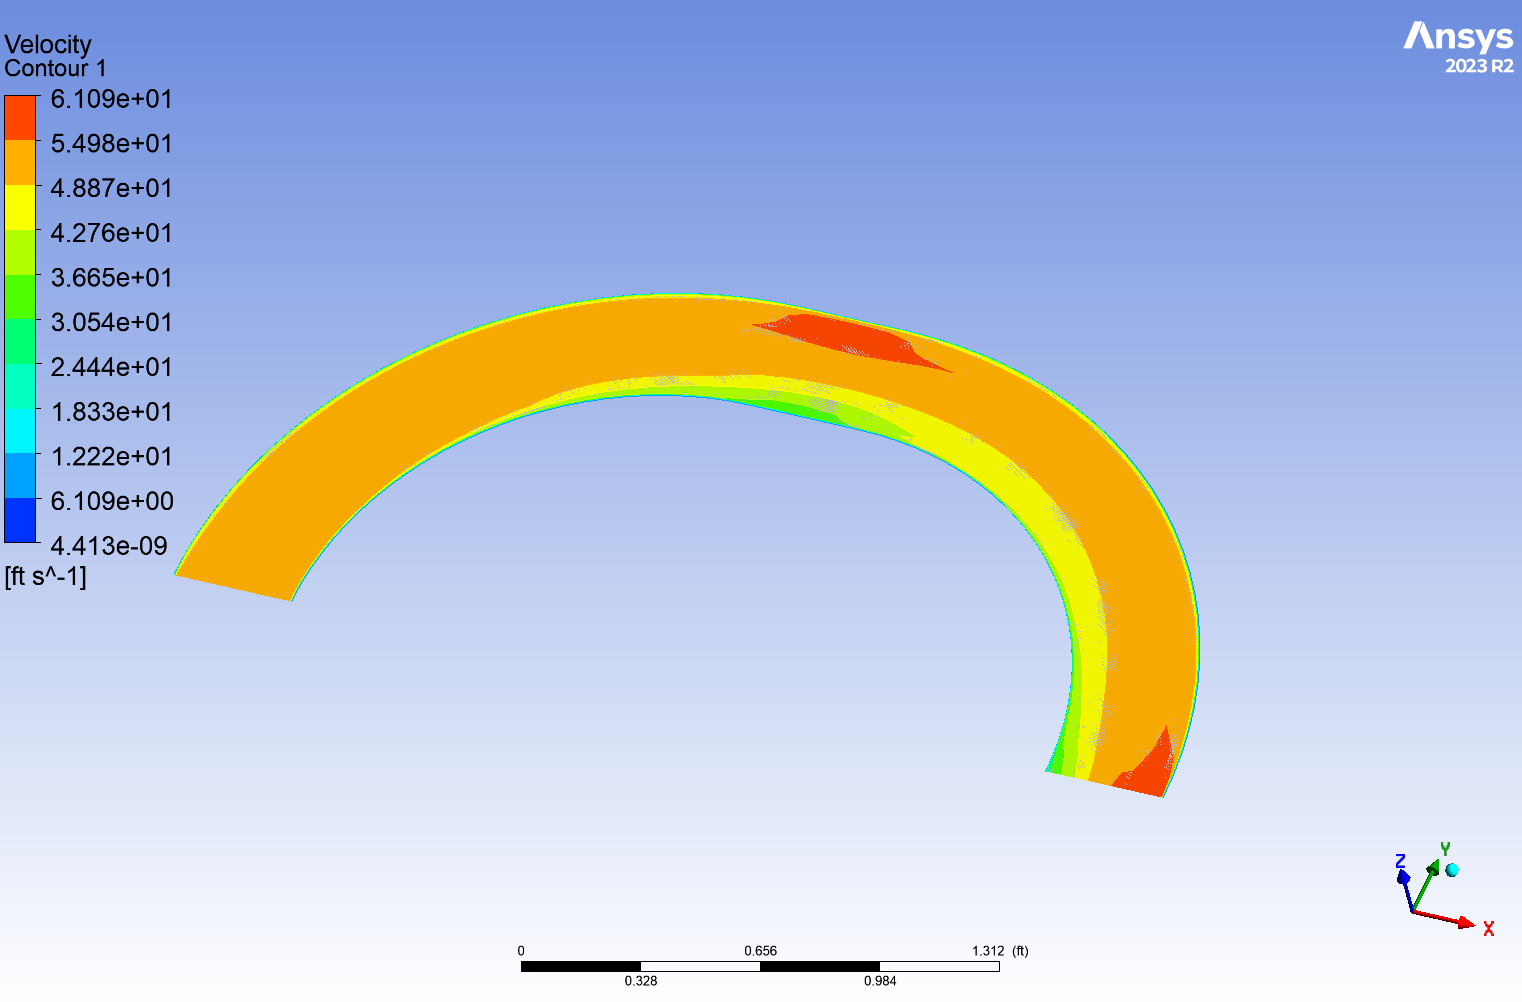 Velocity
Contour 1
6.109e+01
5.498e+01
4.887e+01
4.276e+01
3.665e+01
3.054e+01
2.444e+01
1.833e+01
1.222e+01
6.109e+00
4.413e-09
[ft s^-1]
Ansys
2023 R2
Z
Y
X
0
0.656
1.312 (ft)
0.328
0.984